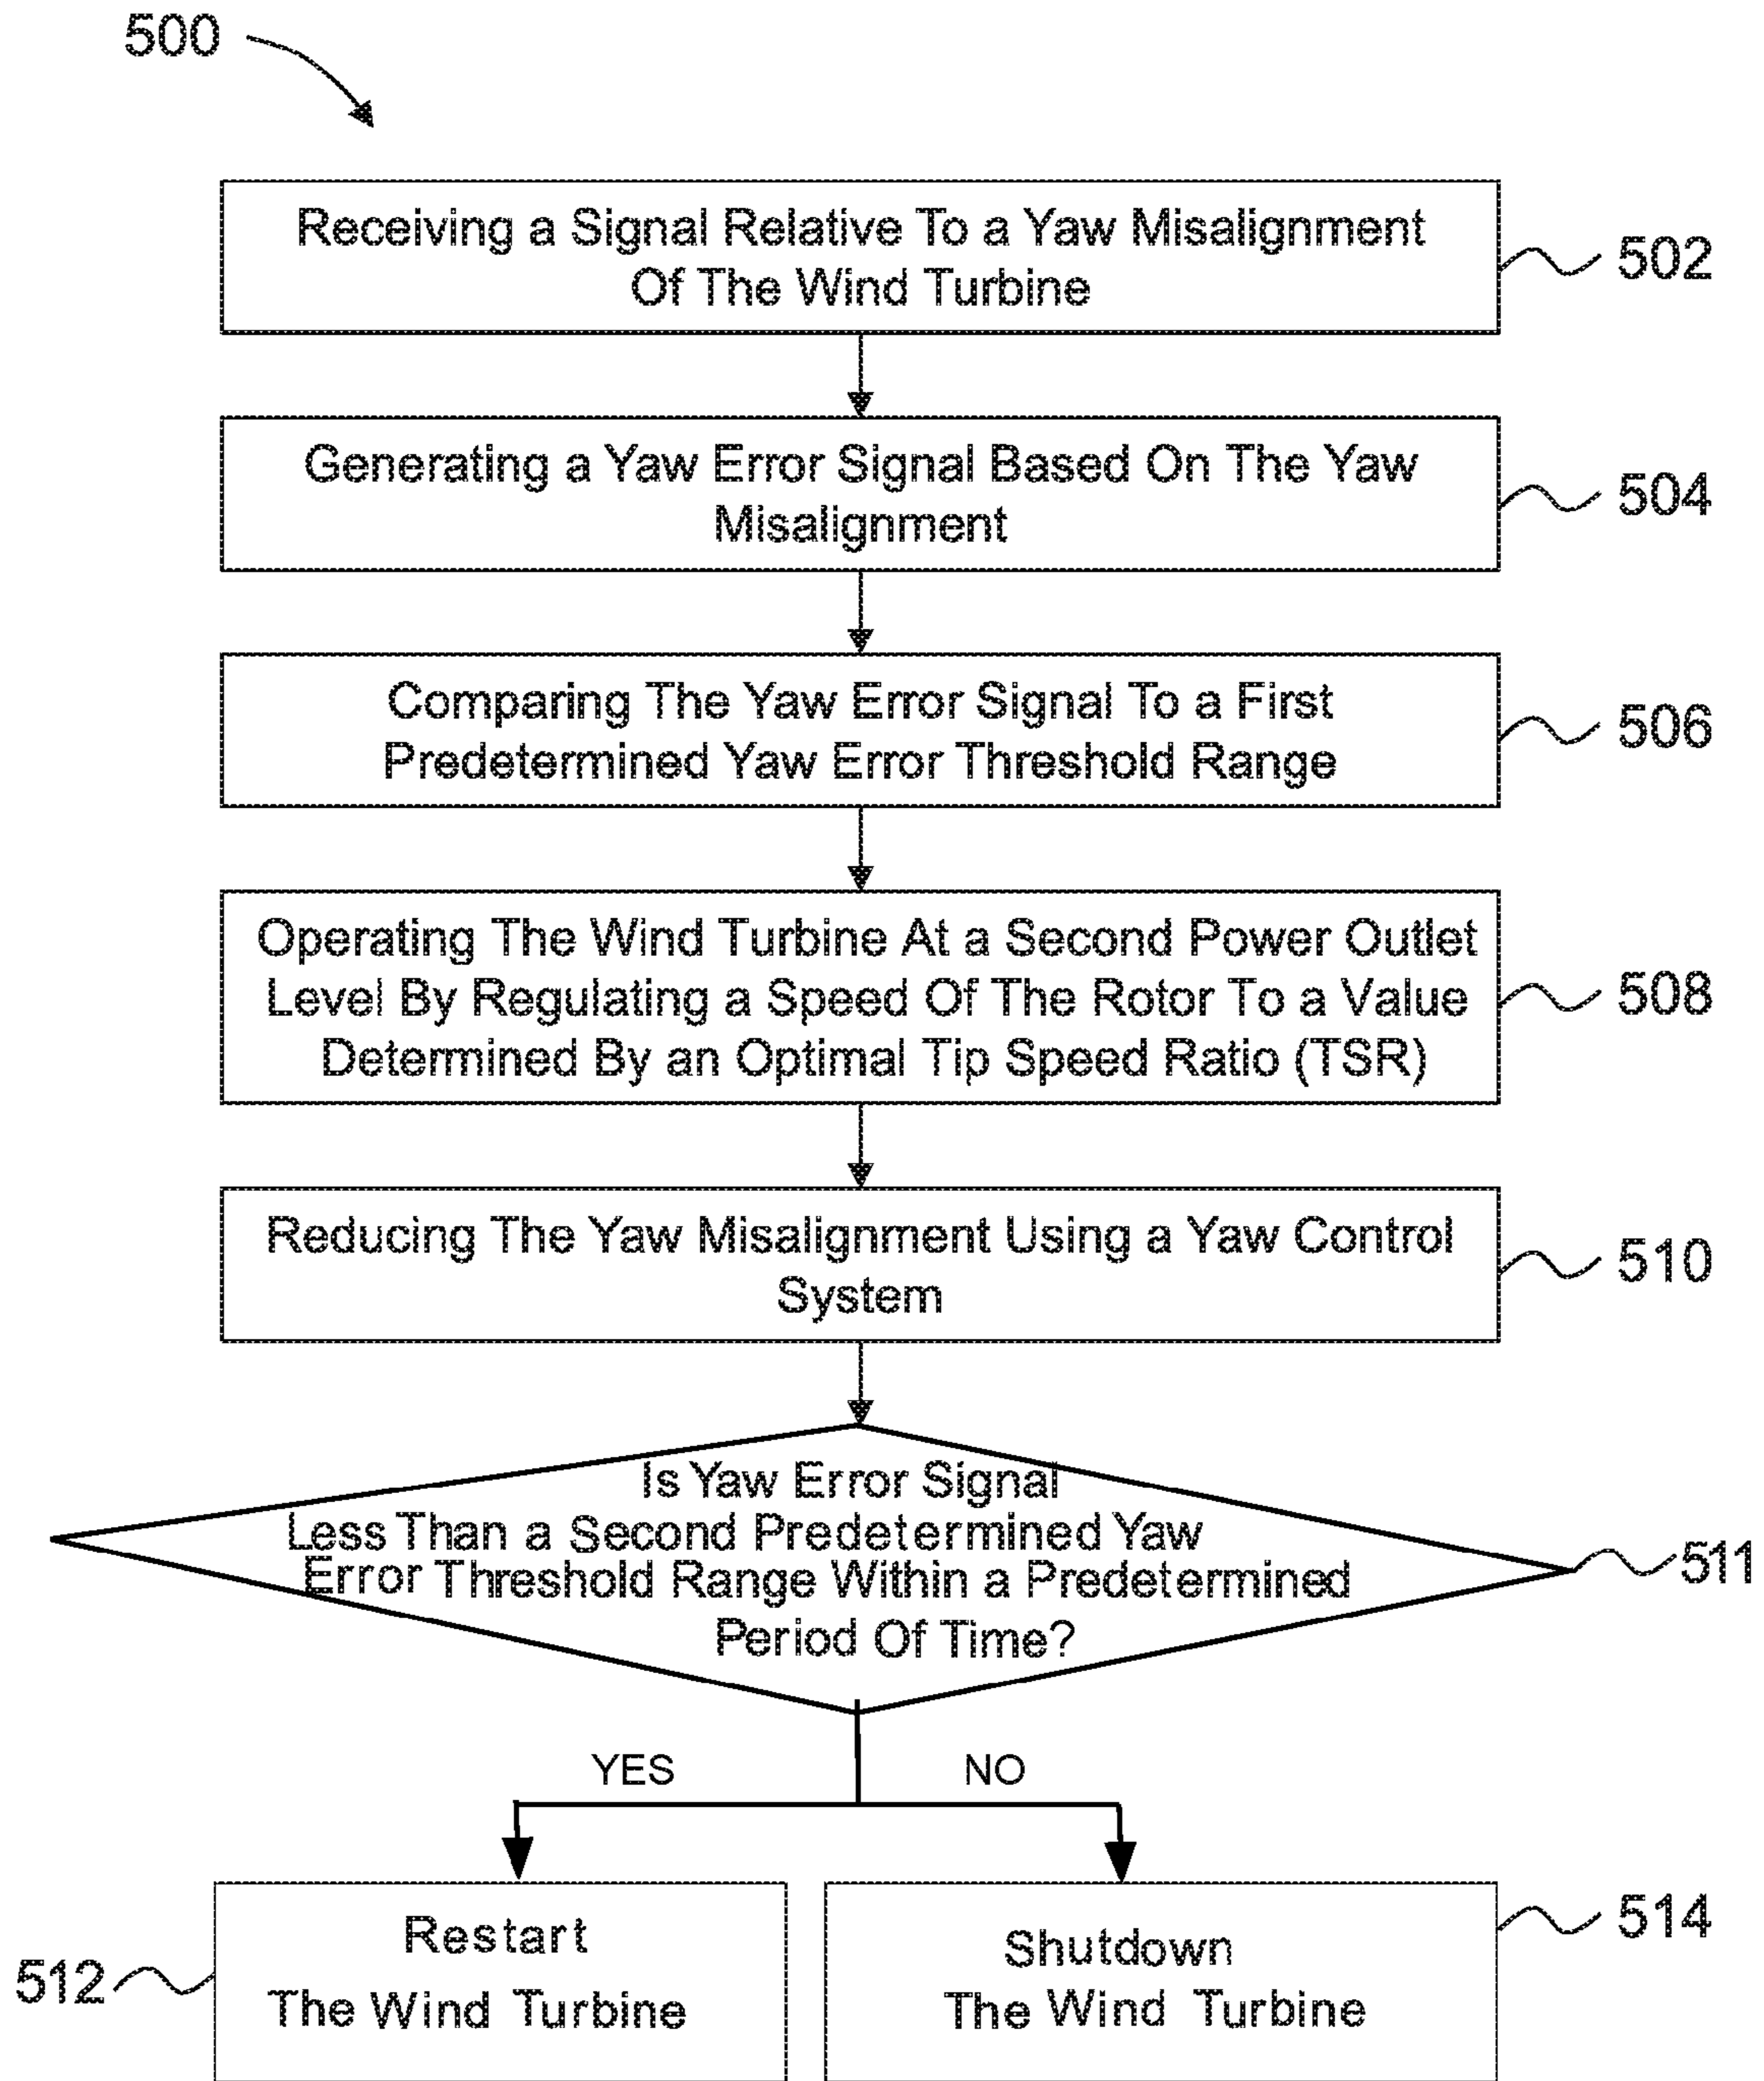 500
Receiving a Signal Relative To a Yaw Misalignment
Of The Wind Turbine
502
Generating a Yaw Error Signal Based On The Yaw
Misalignment
504
Comparing The Yaw Error Signal To a First
Predetermined Yaw Error Threshold Range
506
Operating The Wind Turbine At a Second Power Outlet
Level By Regulating a Speed Of The Rotor To a Value
Determined By an Optimal Tip Speed Ratio (TSR)
508
Reducing The Yaw Misalignment Using a Yaw Control
System
510
Is Yaw Error Signal
Less Than a Second Predetermined Yaw
Error Threshold Range Within a Predetermined
Period Of Time?
511
YES
NO
Restart
The Wind Turbine
512
Shutdown
The Wind Turbine
514